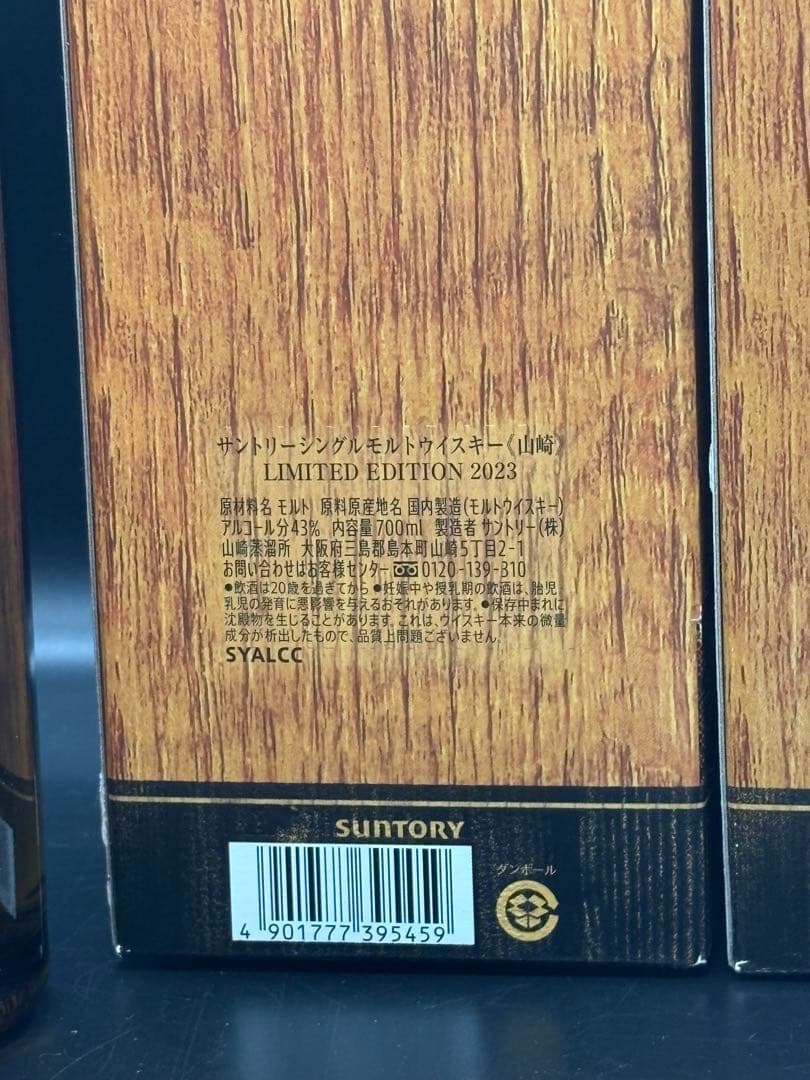 サントリーシングルモルトウイスキー《山崎》
LIMITED EDITION 2023
原材料名 モルト 原料原産地名 国内製造(モルトウイスキー)
アルコール分43% 内容量700ml 製造者 サントリー(株)
山崎蒸溜所 大阪府三島郡島本町山崎5丁目2-1
お問い合わせはお客様センター 0120-139-310
●飲酒は20歳を過ぎてから ●妊娠中や授乳期の飲酒は、胎児・
乳児の発育に悪影響を与えるおそれがあります。●保存中まれに
沈殿物を生じることがあります。これは、ウイスキー本来の微量
成分が析出したもので、品質上問題ございません。
SYALCC
SUNTORY
ダンボール
4 901777 395459